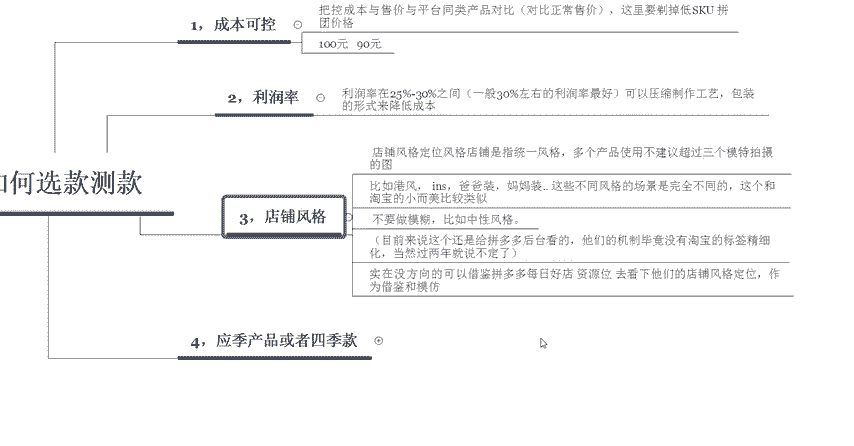 1，成本可控
把控成本与售价与平台同类产品对比（对比正常售价），这里要剃掉低SKU 拼
团价格
100元 90元
2，利润率
利润率在25%-30%之间（一般30%左右的利润率最好）可以压缩制作工艺，包装
的形式来降低成本
如何选款测款
3，店铺风格
店铺风格定位风格店铺是指统一风格，多个产品使用不建议超过三个模特拍摄
的图
比如港风， ins，爸爸装，妈妈装.. 这些不同风格的场景是完全不同的，这个和
淘宝的小而美比较类似
不要做模糊，比如中性风格。
（目前来说这个还是给拼多多后台看的，他们的机制毕竟没有淘宝的标签精细
化，当然过两年就说不定了）
实在没方向的可以借鉴拼多多每日好店 资源位 去看下他们的店铺风格定位，作
为借鉴和模仿
4，应季产品或者四季款